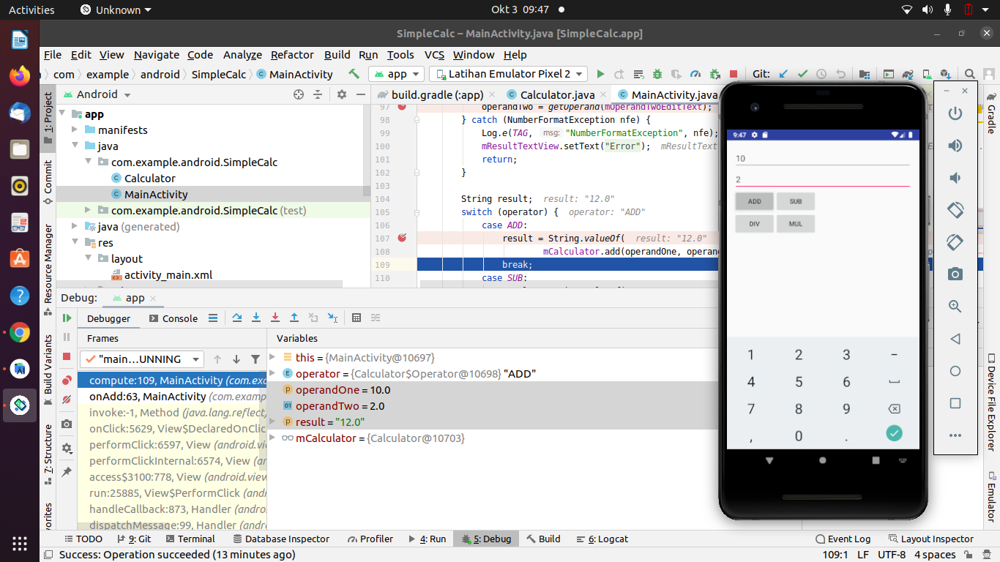 Activities
Unknown
Okt 3 09:47
SimpleCalc – MainActivity.java [SimpleCalc.app]
File Edit View Navigate Code Analyze Refactor Build Run Tools VCS Window Help
com example android SimpleCalc MainActivity
app
Latihan Emulator Pixel 2
Git:
Android
build.gradle (:app)
Calculator.java
MainActivity.java
1: Project
Commit
Resource Manager
Build Variants
7: Structure
app
manifests
java
com.example.android.SimpleCalc
Calculator
MainActivity
com.example.android.SimpleCalc (test)
java (generated)
res
layout
activity_main.xml
97 operandTwo = getOperand(mOperandTwoEditText);
98 } catch (NumberFormatException nfe) {
99 Log.e(TAG, msg: "NumberFormatException", nfe);
100 mResultTextView.setText("Error"); mResultText
101 return;
102 }
103
104 String result; result: "12.0"
105 switch (operator) { operator: "ADD"
106 case ADD:
107 result = String.valueOf( result: "12.0"
108 mCalculator.add(operandOne,
109 break;
110 case SUB:
Debug: app
Debugger
Console
Frames
Variables
"main...UNNING
compute:109, MainActivity (com.exa
onAdd:63, MainActivity (com.examp
invoke:-1, Method (java.lang.reflect)
onClick:5629, View$DeclaredOnClic
performClick:6597, View (android.vie
performClickInternal:6574, View (an
access$3100:778, View (android.view
run:25885, View$PerformClick (andr
handleCallback:873, Handler (andro
dispatchMessage:99, Handler (andr
this = {MainActivity@10697}
operator = {Calculator$Operator@10698} "ADD"
operandOne = 10.0
operandTwo = 2.0
result = "12.0"
mCalculator = {Calculator@10703}
9:47
10
2
ADD SUB
DIV MUL
1 2 3 -
4 5 6
7 8 9
, 0 .
Gradle
Device File Explorer
Emulator
TODO
9: Git
Terminal
Database Inspector
Profiler
4: Run
5: Debug
Build
6: Logcat
Event Log
Layout Inspector
Success: Operation succeeded (13 minutes ago)
109:1 LF UTF-8 4 spaces